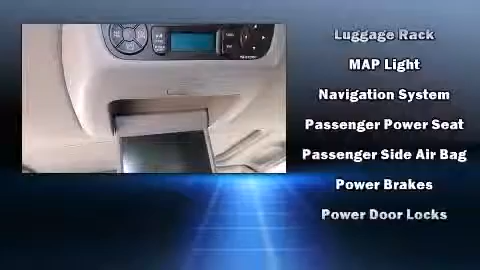 Luggage Rack
MAP Light
Navigation System
Passenger Power Seat
Passenger Side Air Bag
Power Brakes
Power Door Locks